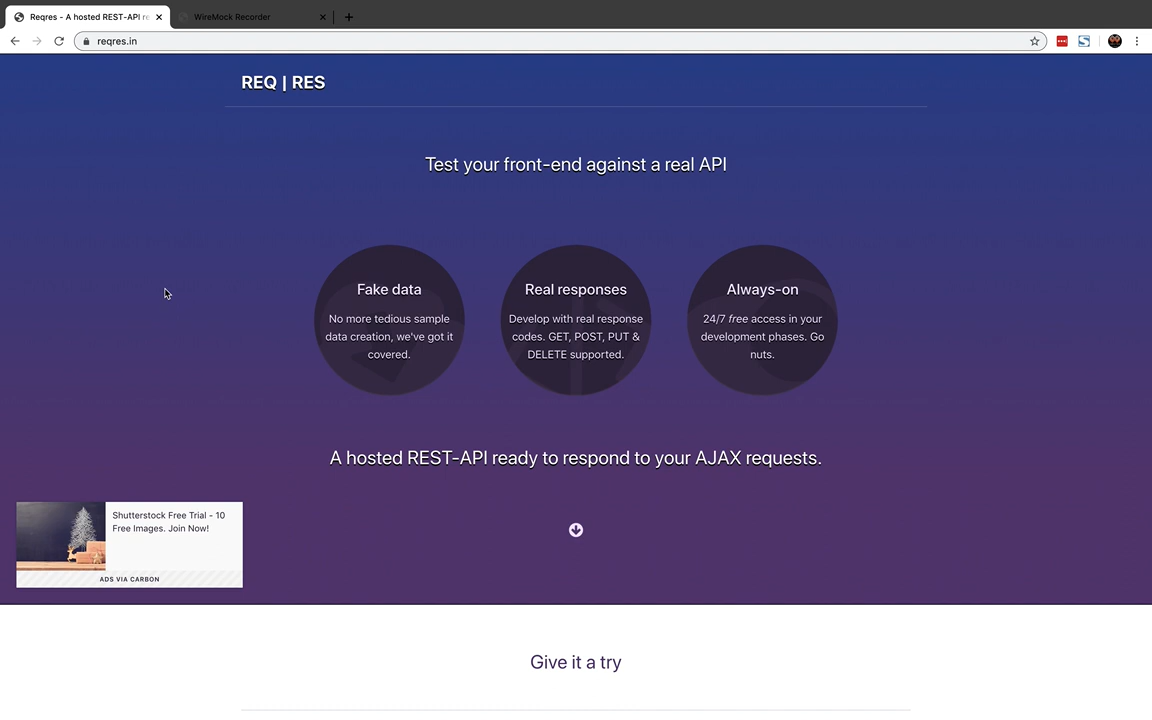 Reqres - A hosted REST-API re
WireMock Recorder
reqres.in
REQ | RES
Test your front-end against a real API
Fake data
No more tedious sample
data creation, we've got it
covered.
Real responses
Develop with real response
codes. GET, POST, PUT &
DELETE supported.
Always-on
24/7 free access in your
development phases. Go
nuts.
A hosted REST-API ready to respond to your AJAX requests.
Shutterstock Free Trial - 10
Free Images. Join Now!
ADS VIA CARBON
Give it a try